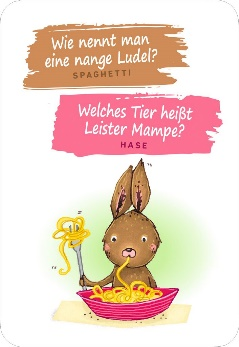 Wie nennt man
eine nange Ludel?
SPAGHETTI
Welches Tier heißt
Leister Mampe?
HASE